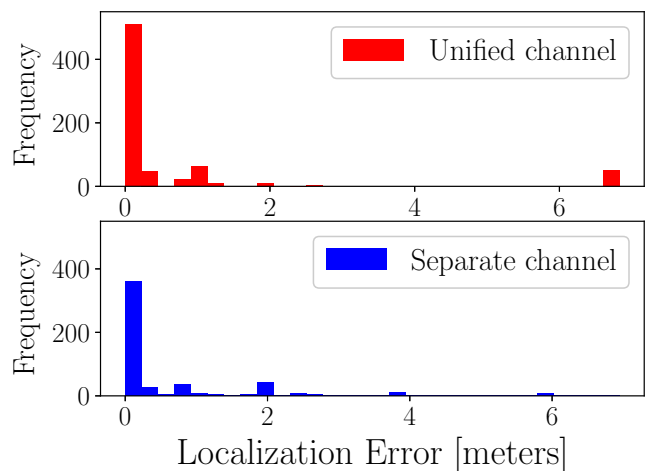 Frequency
400
200
0
Unified channel
0 2 4 6
Frequency
400
200
0
Separate channel
0 2 4 6
Localization Error [meters]